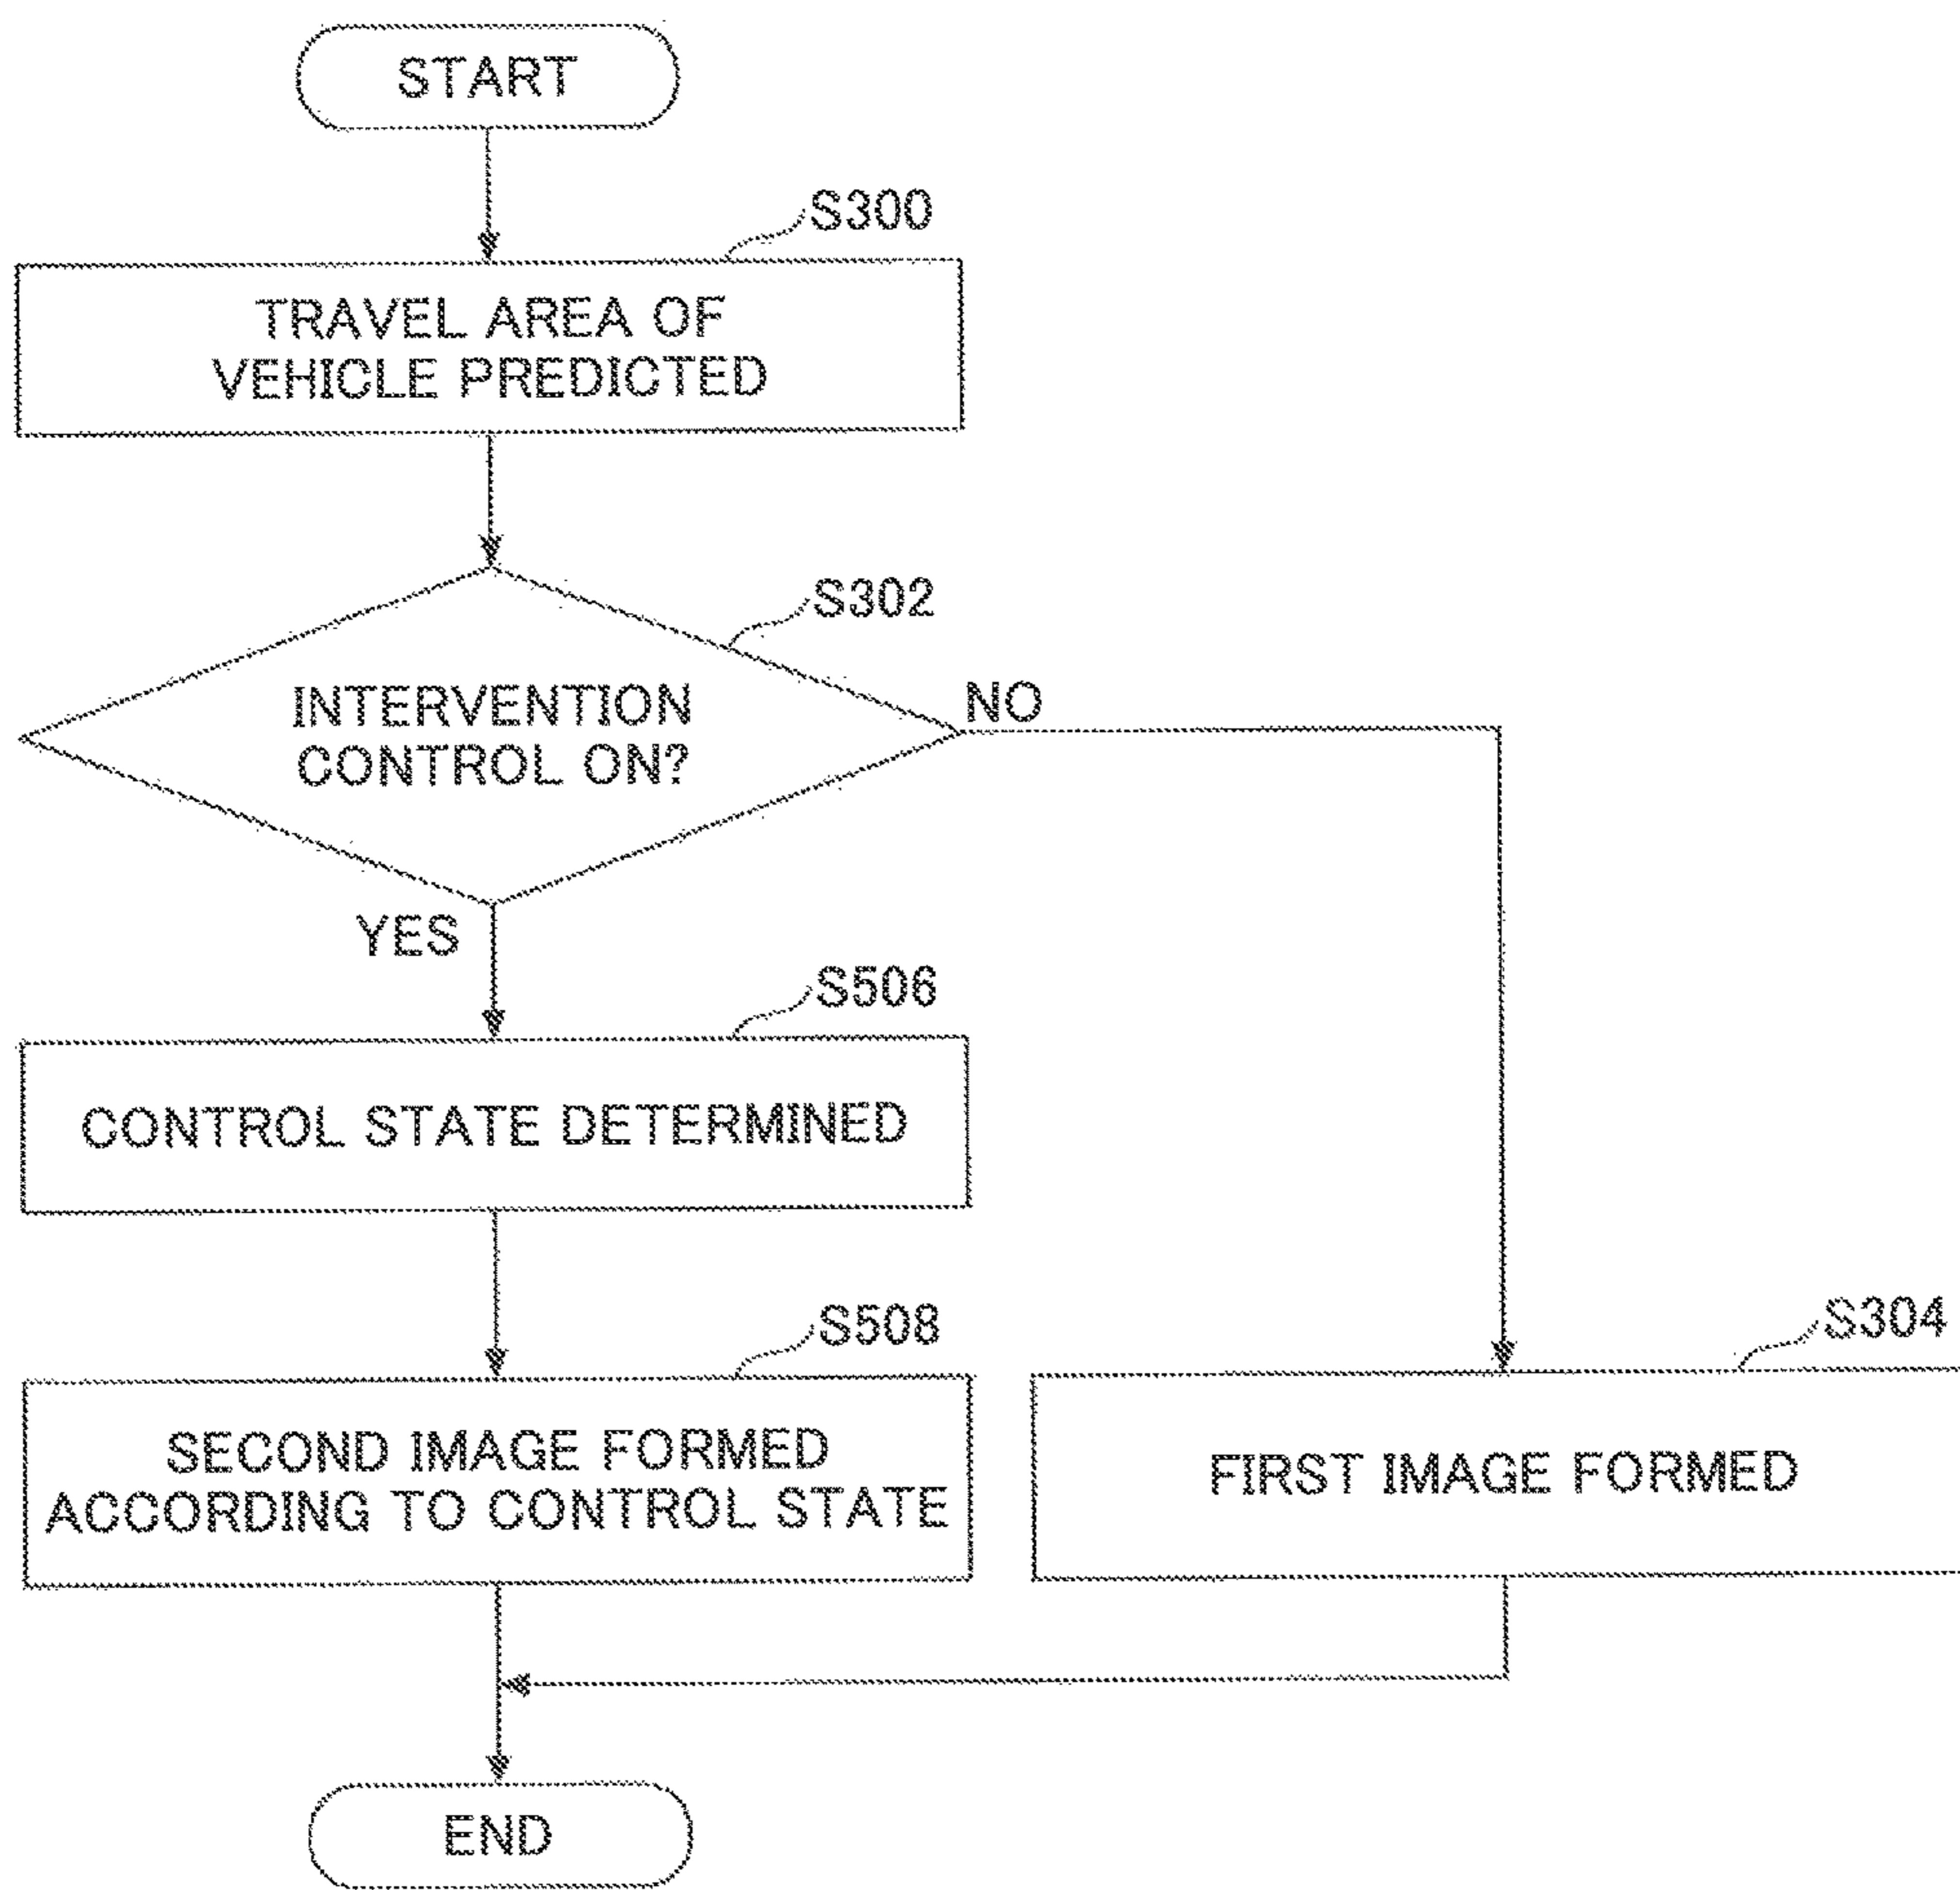 START
S300
TRAVEL AREA OF
VEHICLE PREDICTED
S302
INTERVENTION
CONTROL ON?
NO
YES
S506
CONTROL STATE DETERMINED
S508
SECOND IMAGE FORMED
ACCORDING TO CONTROL STATE
S304
FIRST IMAGE FORMED
END